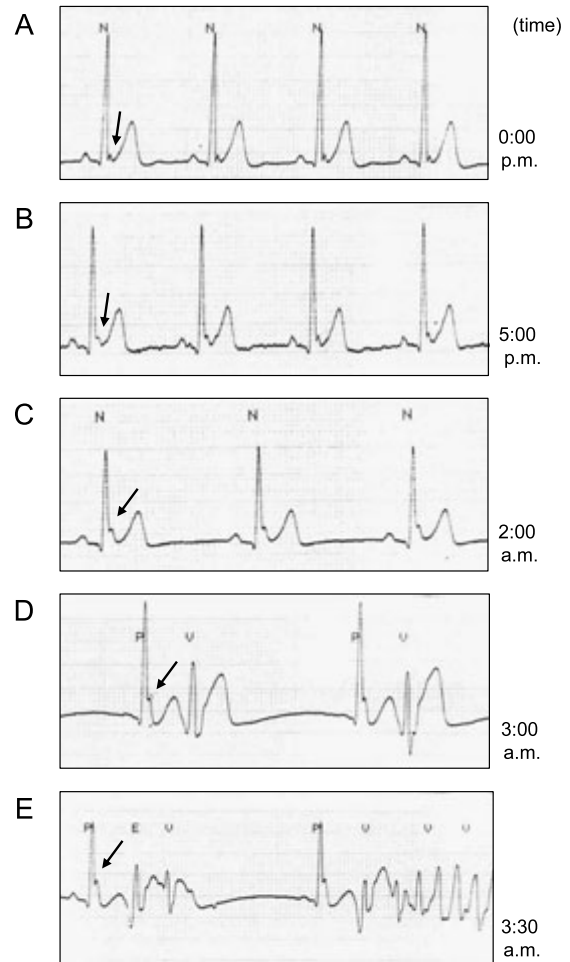 A
(time)
N N N N
0:00
p.m.
B
5:00
p.m.
C
N N N
2:00
a.m.
D
P V P V
3:00
a.m.
E
P E V P V V V
3:30
a.m.